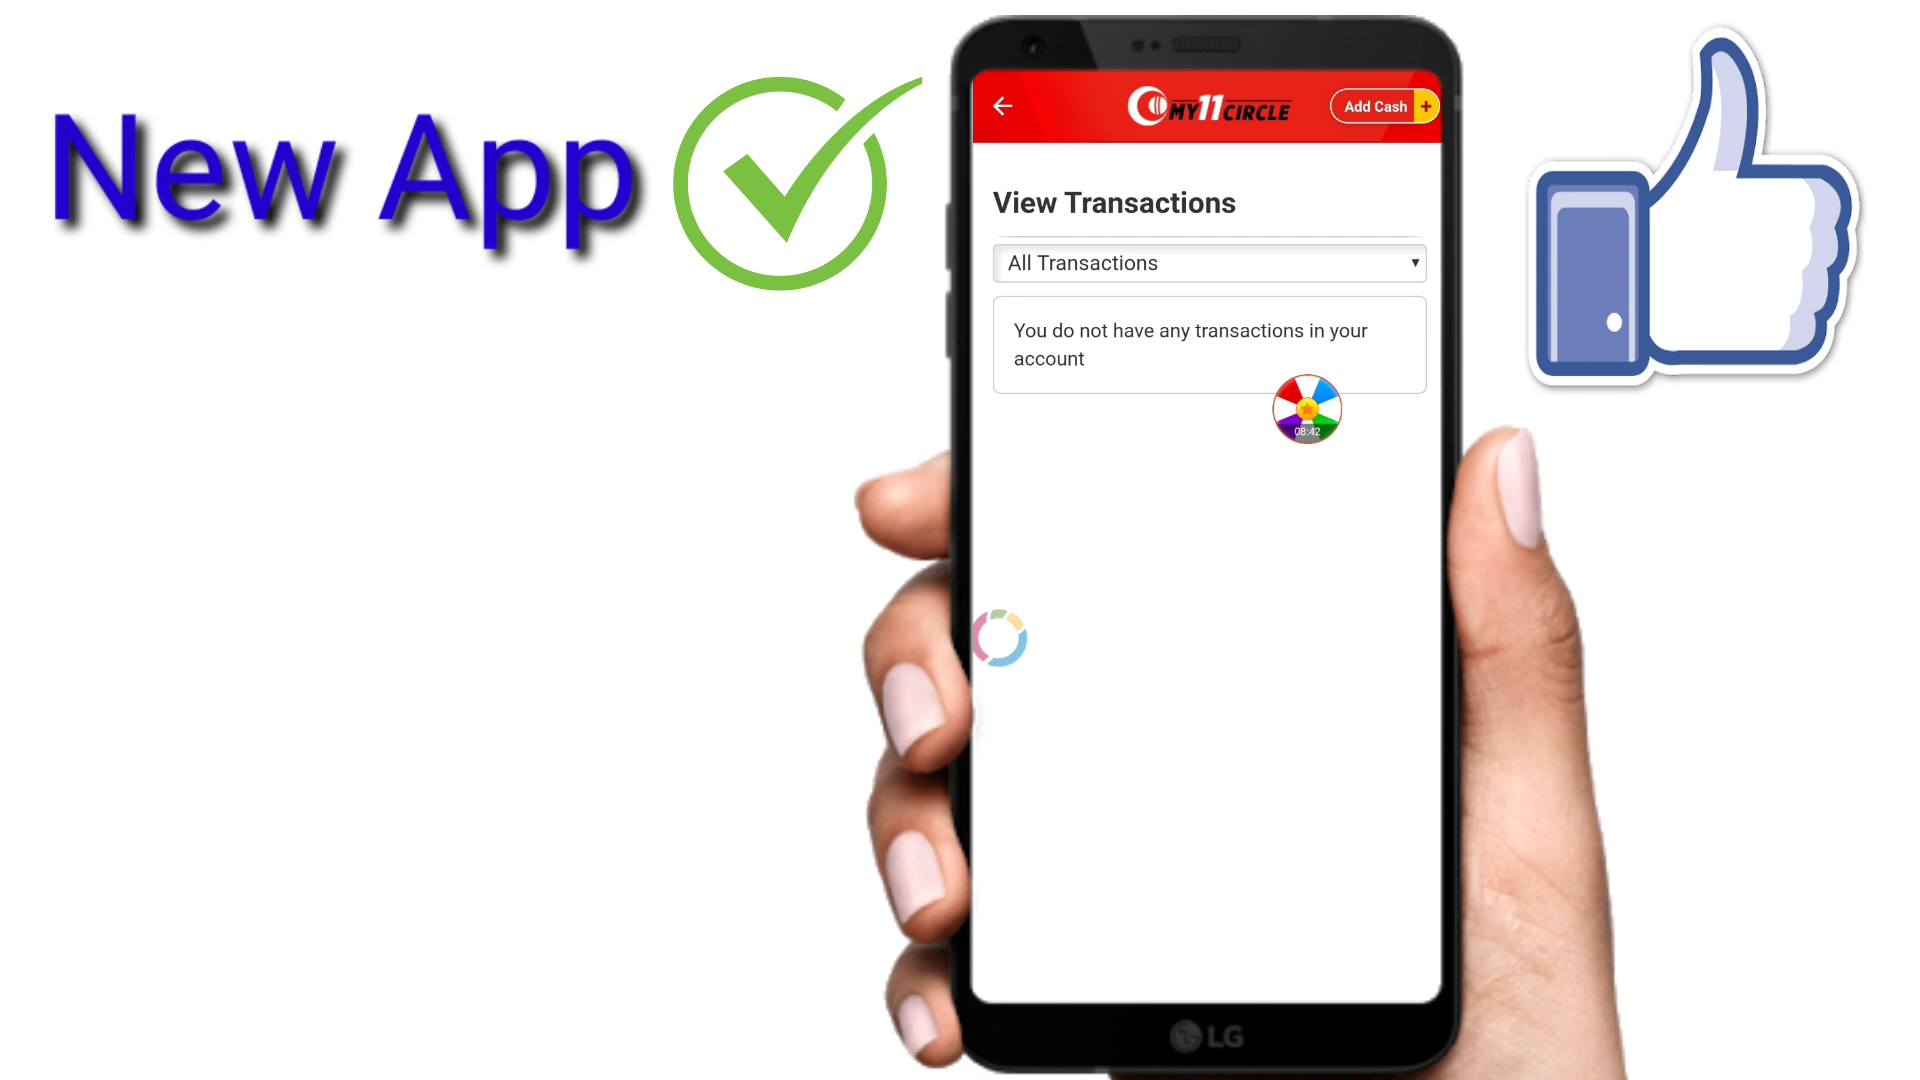 New App
MY11CIRCLE
Add Cash +
View Transactions
All Transactions
You do not have any transactions in your
account
08:42
LG